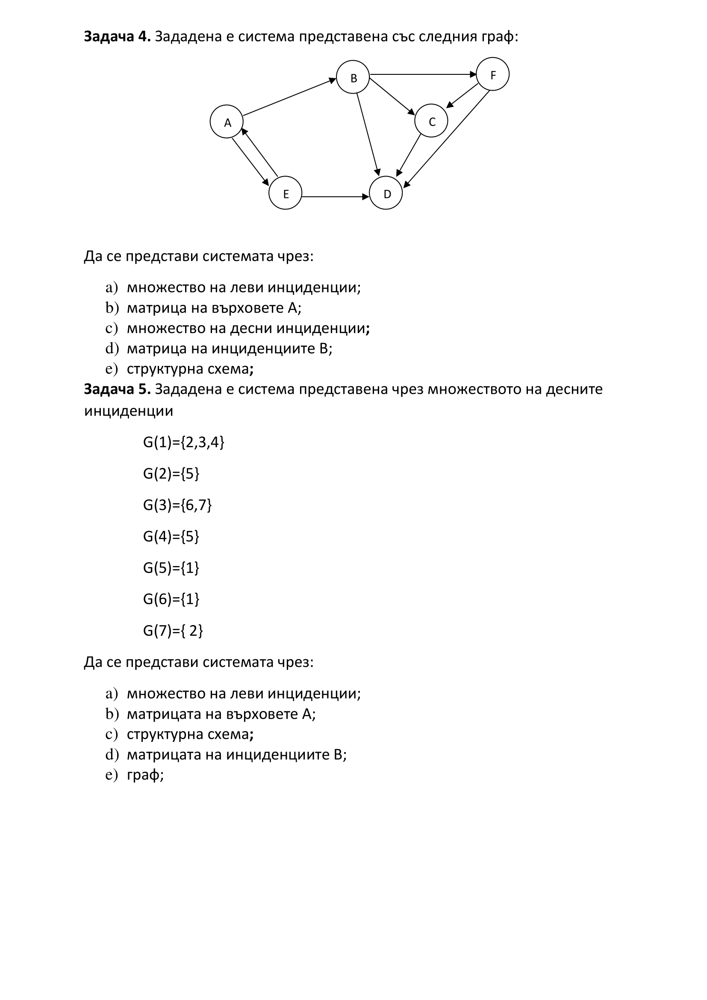 Задача 4. Зададена е система представена със следния граф:
B
F
A
C
E
D
Да се представи системата чрез:
a) множество на леви инциденции;
b) матрица на върховете А;
c) множество на десни инциденции;
d) матрица на инциденциите В;
e) структурна схема;
Задача 5. Зададена е система представена чрез множеството на десните
инциденции
G(1)={2,3,4}
G(2)={5}
G(3)={6,7}
G(4)={5}
G(5)={1}
G(6)={1}
G(7)={ 2}
Да се представи системата чрез:
a) множество на леви инциденции;
b) матрицата на върховете А;
c) структурна схема;
d) матрицата на инциденциите В;
e) граф;